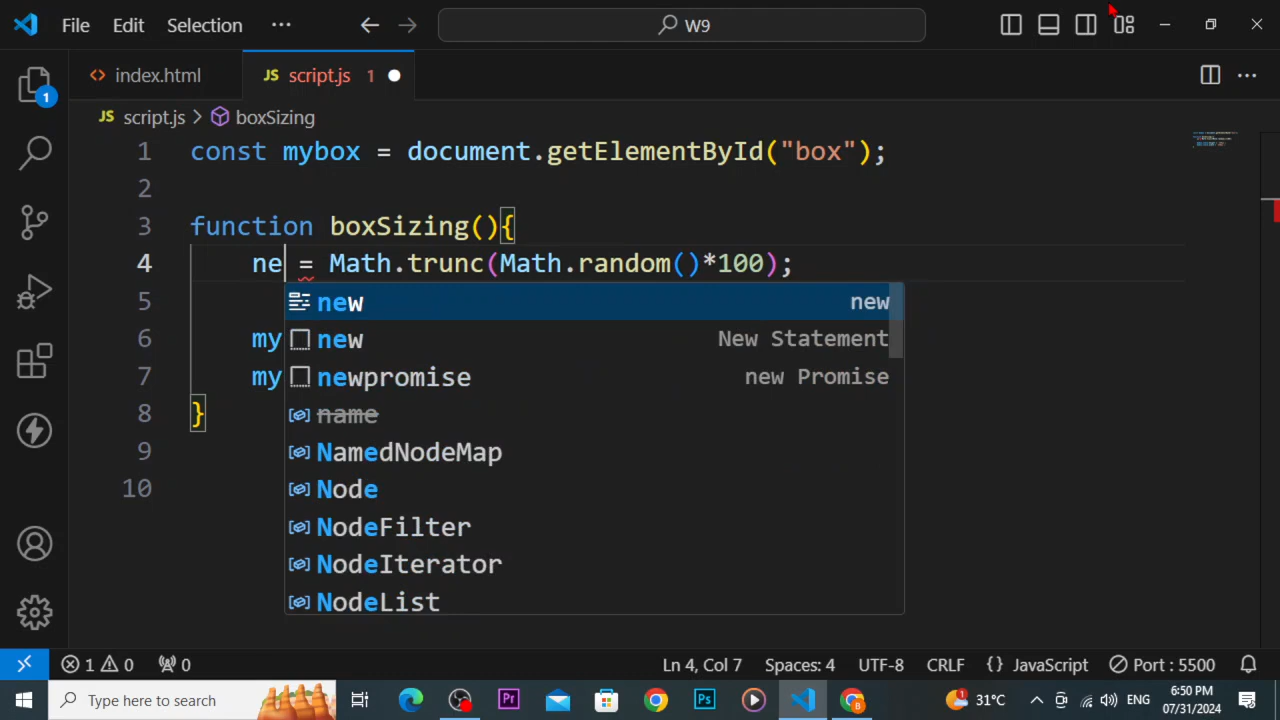 File Edit Selection ··· W9
index.html JS script.js 1
JS script.js > boxSizing
1 const mybox = document.getElementById("box");
2
3 function boxSizing(){
4 ne = Math.trunc(Math.random()*100);
5 new new
6 my new New Statement
7 my newpromise new Promise
8 } name
9 NamedNodeMap
10 Node
NodeFilter
NodeIterator
NodeList
1
1 0 0 Ln 4, Col 7 Spaces: 4 UTF-8 CRLF {} JavaScript Port : 5500
Type here to search Pr Ps B 1 31°C ENG 6:50 PM
07/31/2024